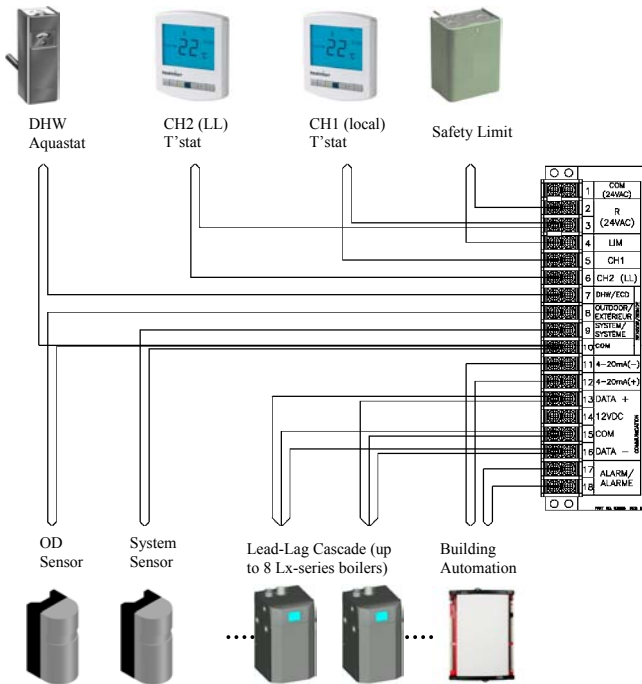 DHW
Aquastat
CH2 (LL)
T'stat
CH1 (local)
T'stat
Safety Limit
22
22
1 COM
(24VAC)
2
R
3 (24VAC)
4 LIM
5 CH1
6 CH2 (LL)
7 DHW/ECD
8 OUTDOOR/
EXTÉRIEUR
9 SYSTEM/
SYSTÈME
10 COM
11 4-20mA(-)
12 4-20mA(+)
13 DATA +
14 12VDC
15 COM
16 DATA -
COMMUNICATION
17 ALARM/
18 ALARME
OD
Sensor
System
Sensor
Lead-Lag Cascade (up
to 8 Lx-series boilers)
Building
Automation